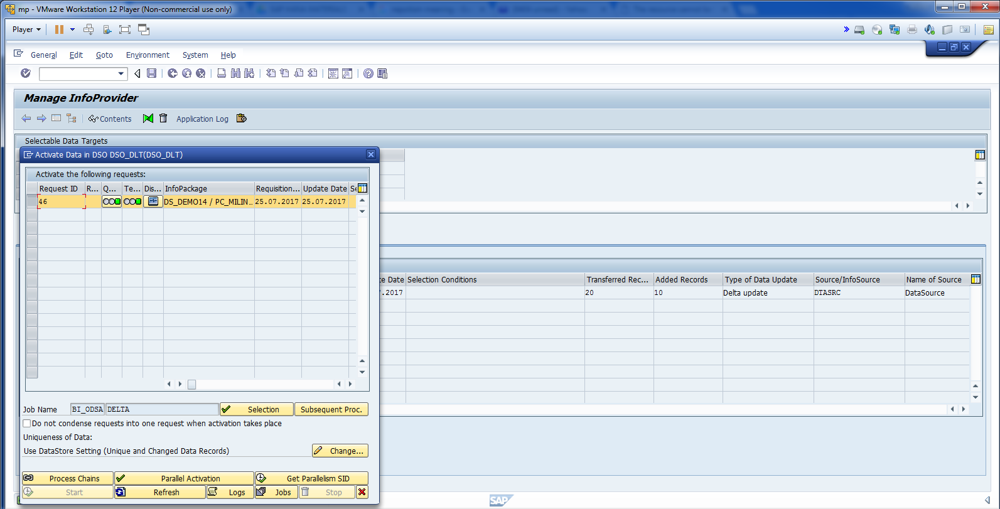 mp - VMware Workstation 12 Player (Non-commercial use only)
Player
General Edit Goto Environment System Help
Manage InfoProvider
Contents Application Log
Selectable Data Targets
Activate Data in DSO DSO_DLT(DSO_DLT)
Activate the following requests:
Request ID R... Q... Te... Dis... InfoPackage Requisition... Update Date
46 DS_DEMO14 / PC_MILIN... 25.07.2017 25.07.2017
Date Selection Conditions Transferred Rec... Added Records Type of Data Update Source/InfoSource Name of Source
.2017 20 10 Delta update DTASRC DataSource
Job Name BI_ODSA DELTA Selection Subsequent Proc.
Do not condense requests into one request when activation takes place
Uniqueness of Data:
Use DataStore Setting (Unique and Changed Data Records) Change...
Process Chains Parallel Activation Get Parallelism SID
Start Refresh Logs Jobs Stop
SAP